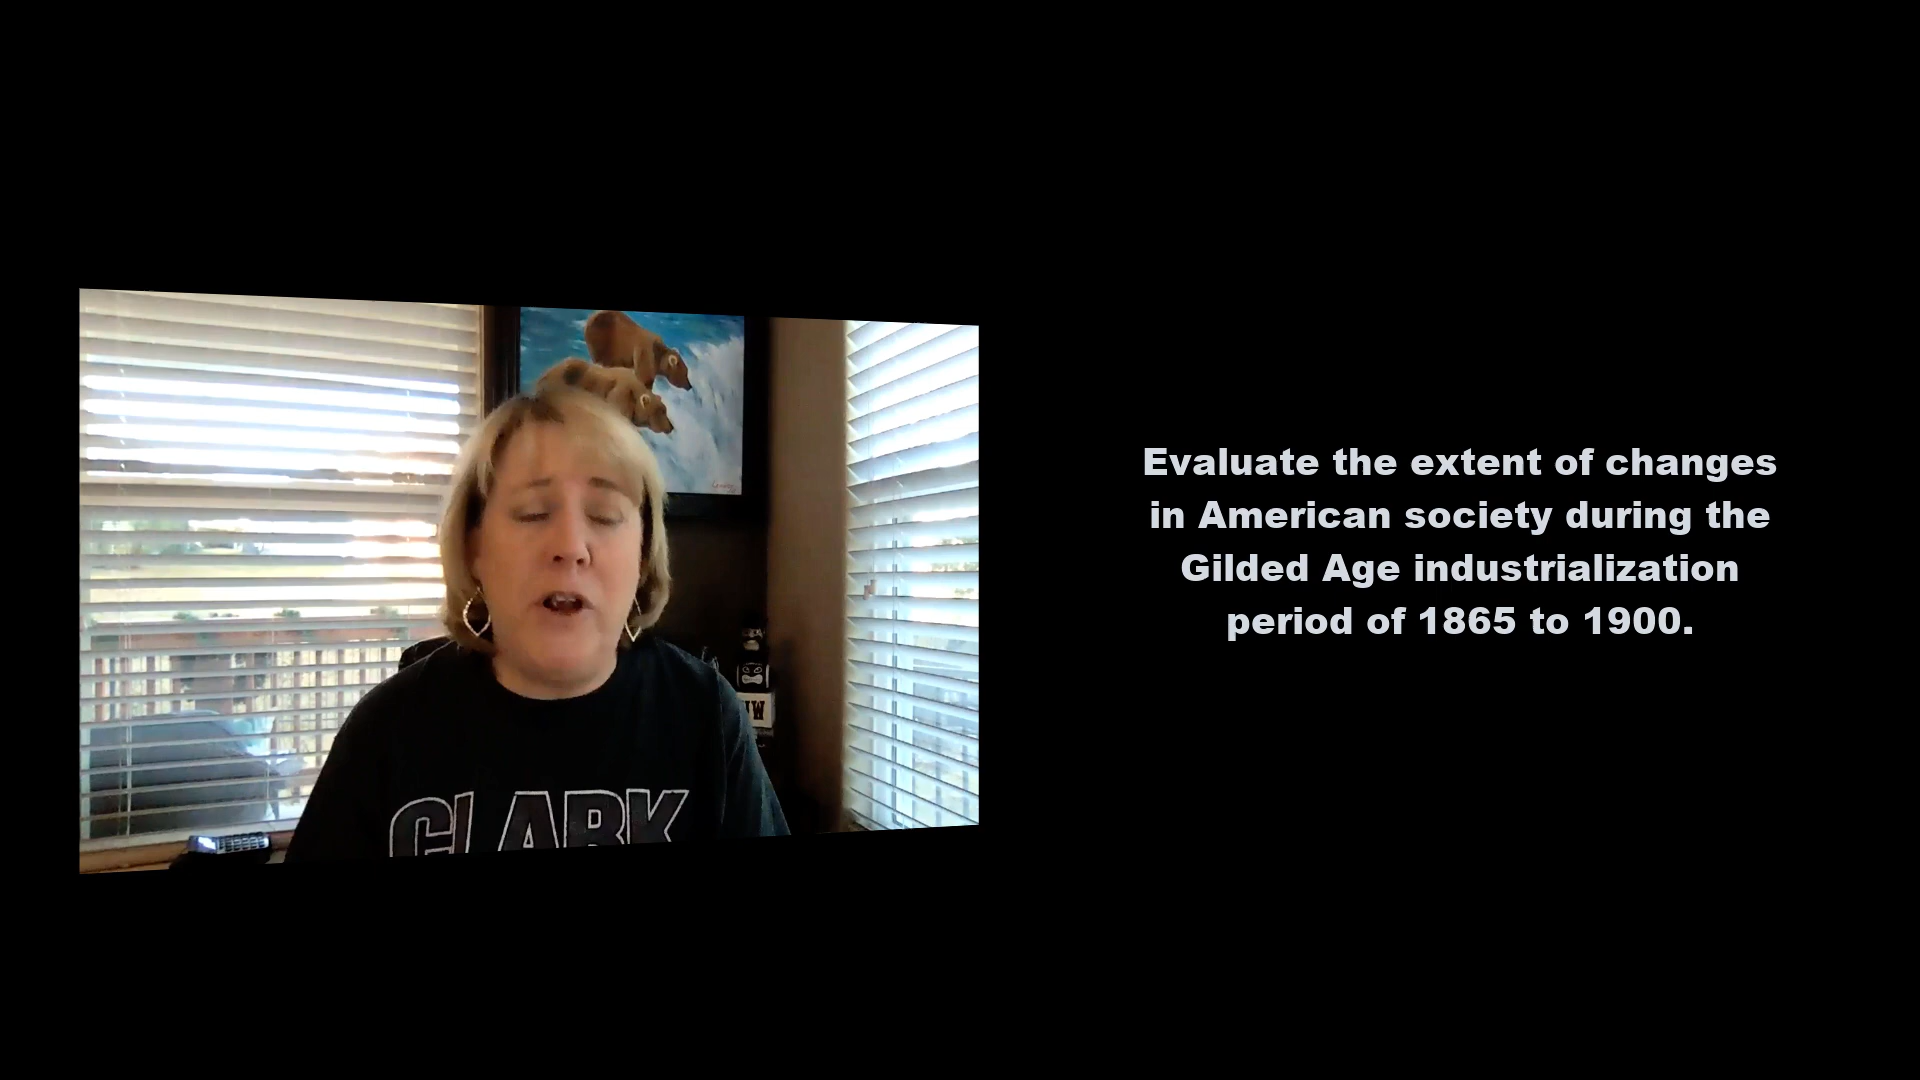 CLARK
Evaluate the extent of changes
in American society during the
Gilded Age industrialization
period of 1865 to 1900.